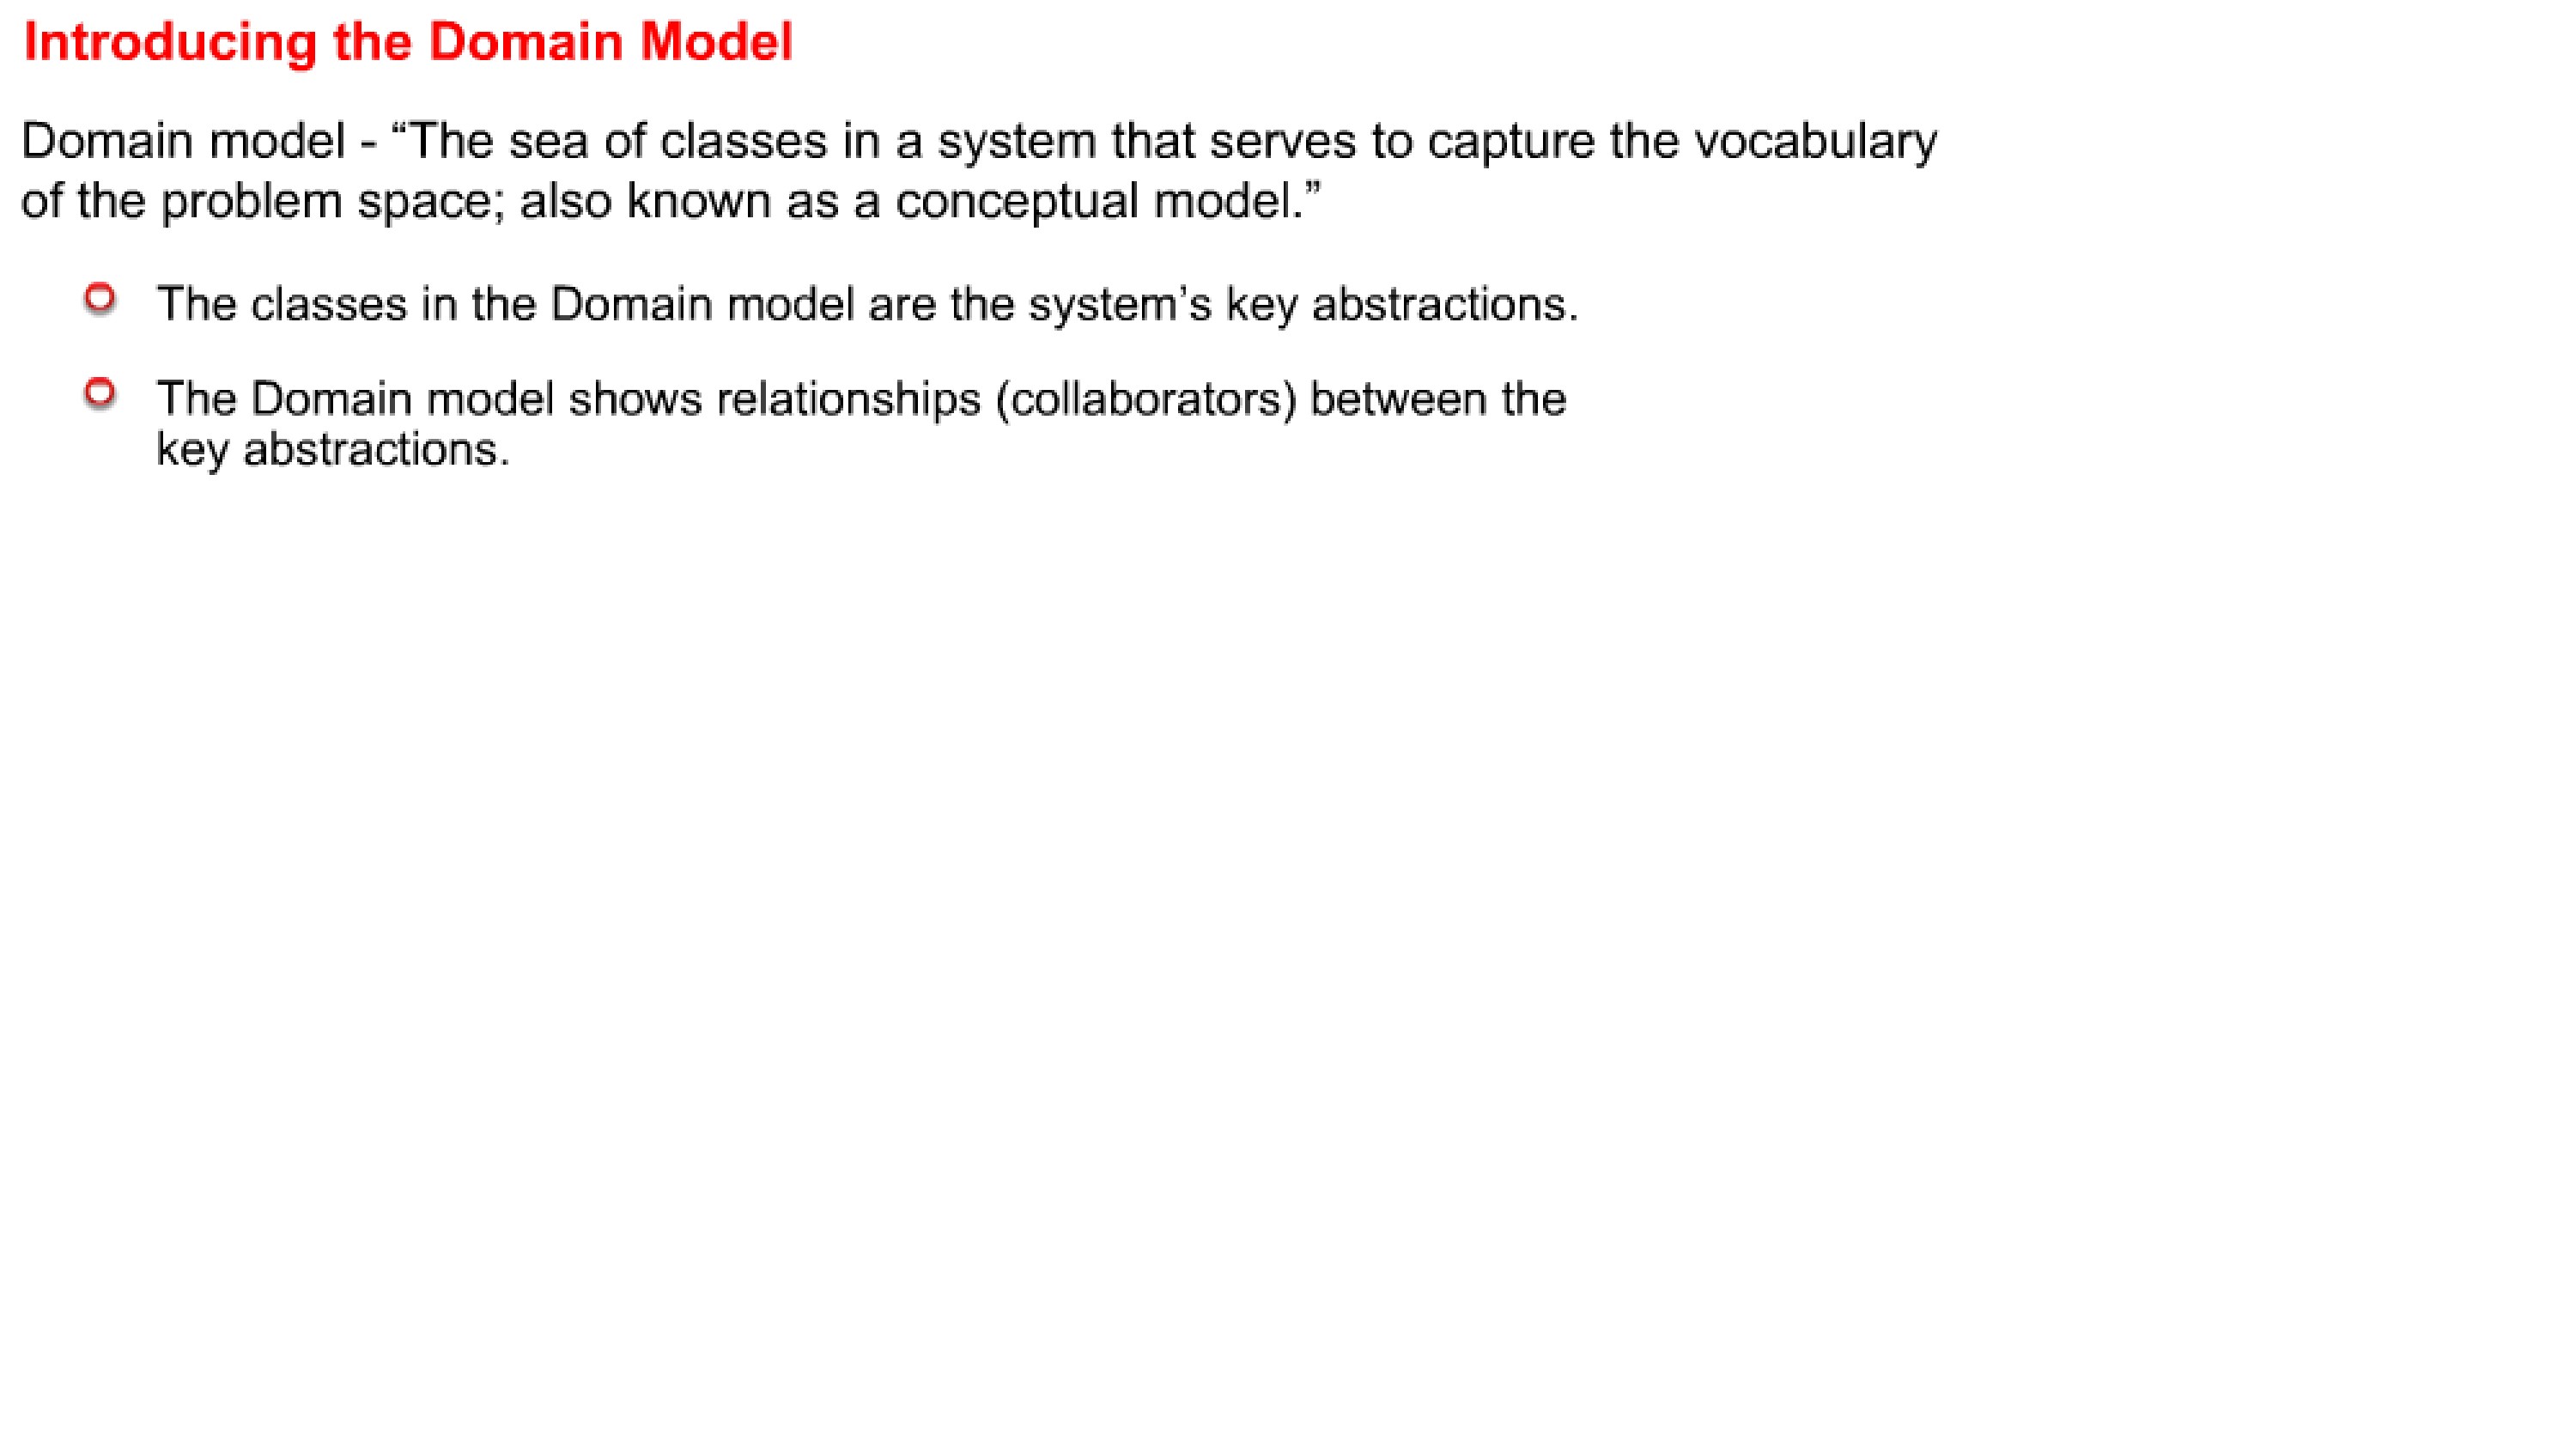 Introducing the Domain Model
Domain model - “The sea of classes in a system that serves to capture the vocabulary
of the problem space; also known as a conceptual model.”
The classes in the Domain model are the system’s key abstractions.
The Domain model shows relationships (collaborators) between the
key abstractions.